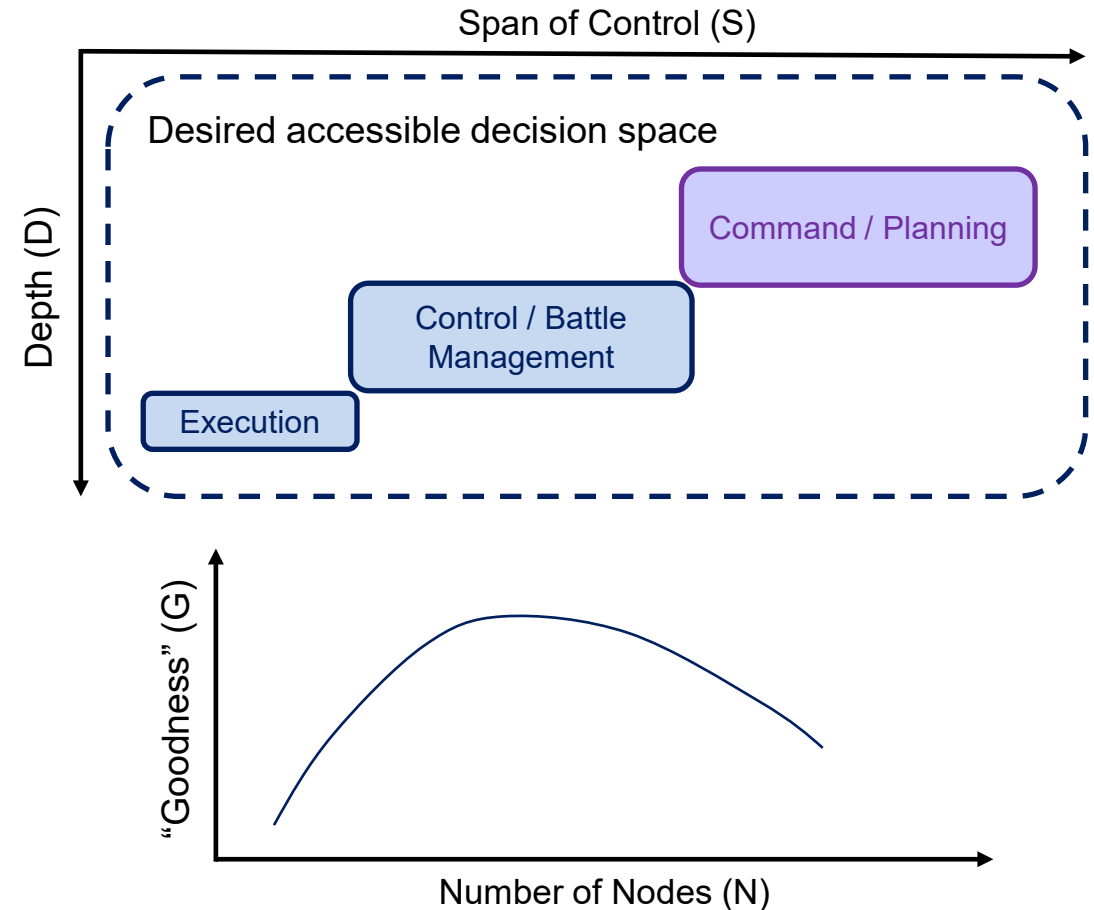 Span of Control (S)
Desired accessible decision space
Depth (D)
Command / Planning
Control / Battle
Management
Execution
“Goodness” (G)
Number of Nodes (N)